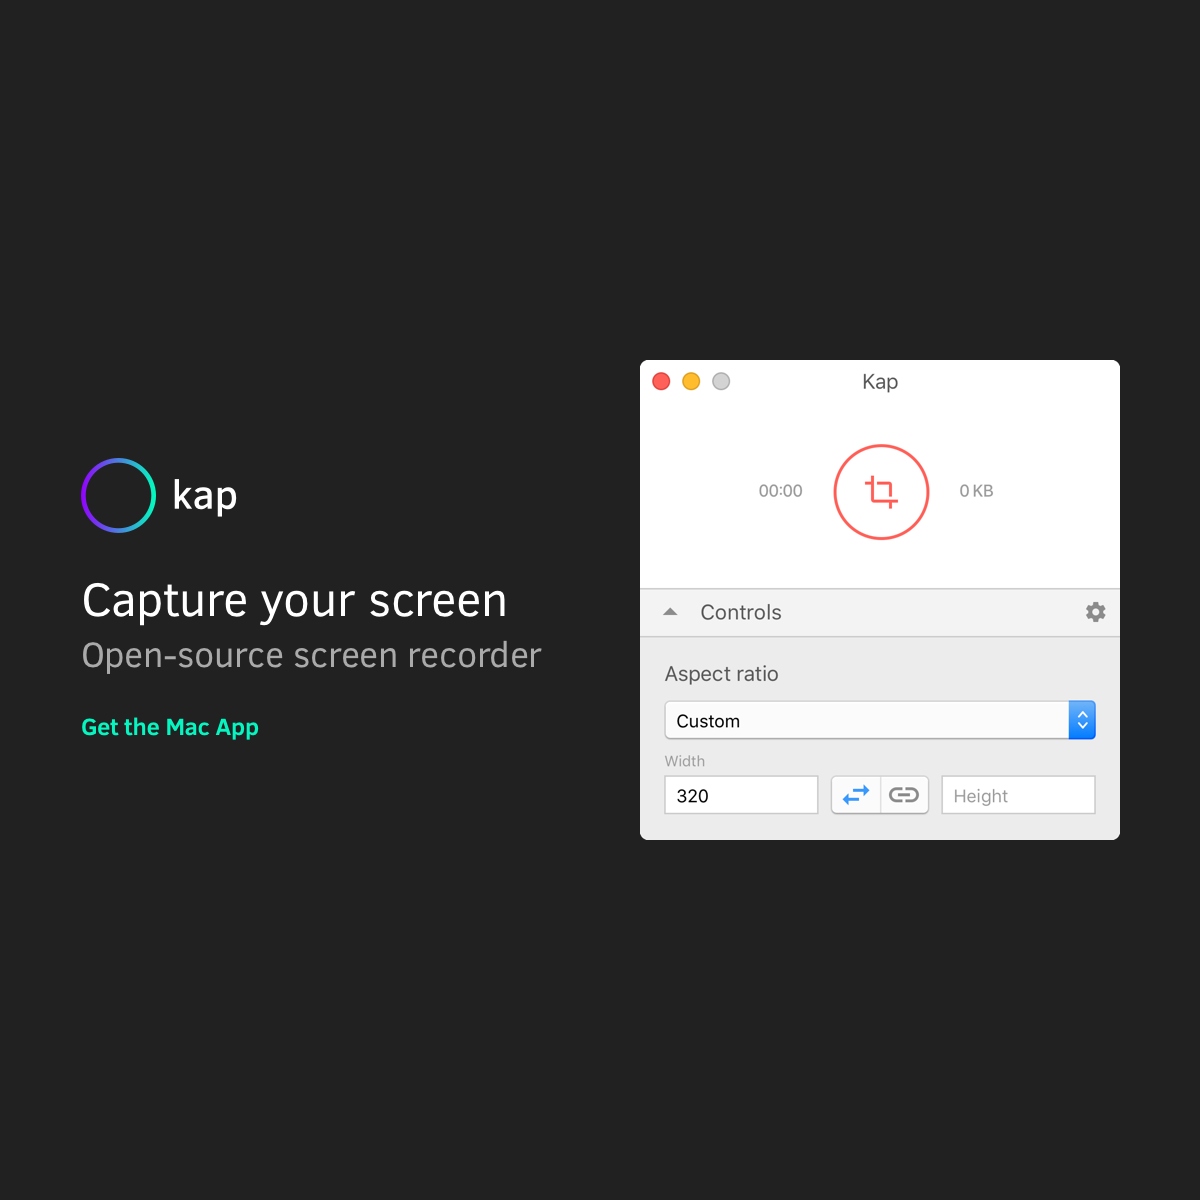 kap
Capture your screen
Open-source screen recorder
Get the Mac App
Kap
00:00
0 KB
Controls
Aspect ratio
Custom
Width
320
Height